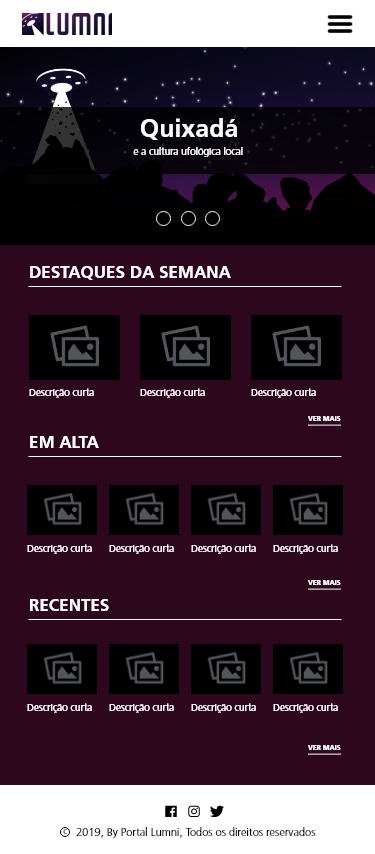 LUMNI
Quixadá
e a cultura ufológica local
DESTAQUES DA SEMANA
Descrição curta Descrição curta Descrição curta
VER MAIS
EM ALTA
Descrição curta Descrição curta Descrição curta Descrição curta
VER MAIS
RECENTES
Descrição curta Descrição curta Descrição curta Descrição curta
VER MAIS
© 2019, By Portal Lumni, Todos os direitos reservados